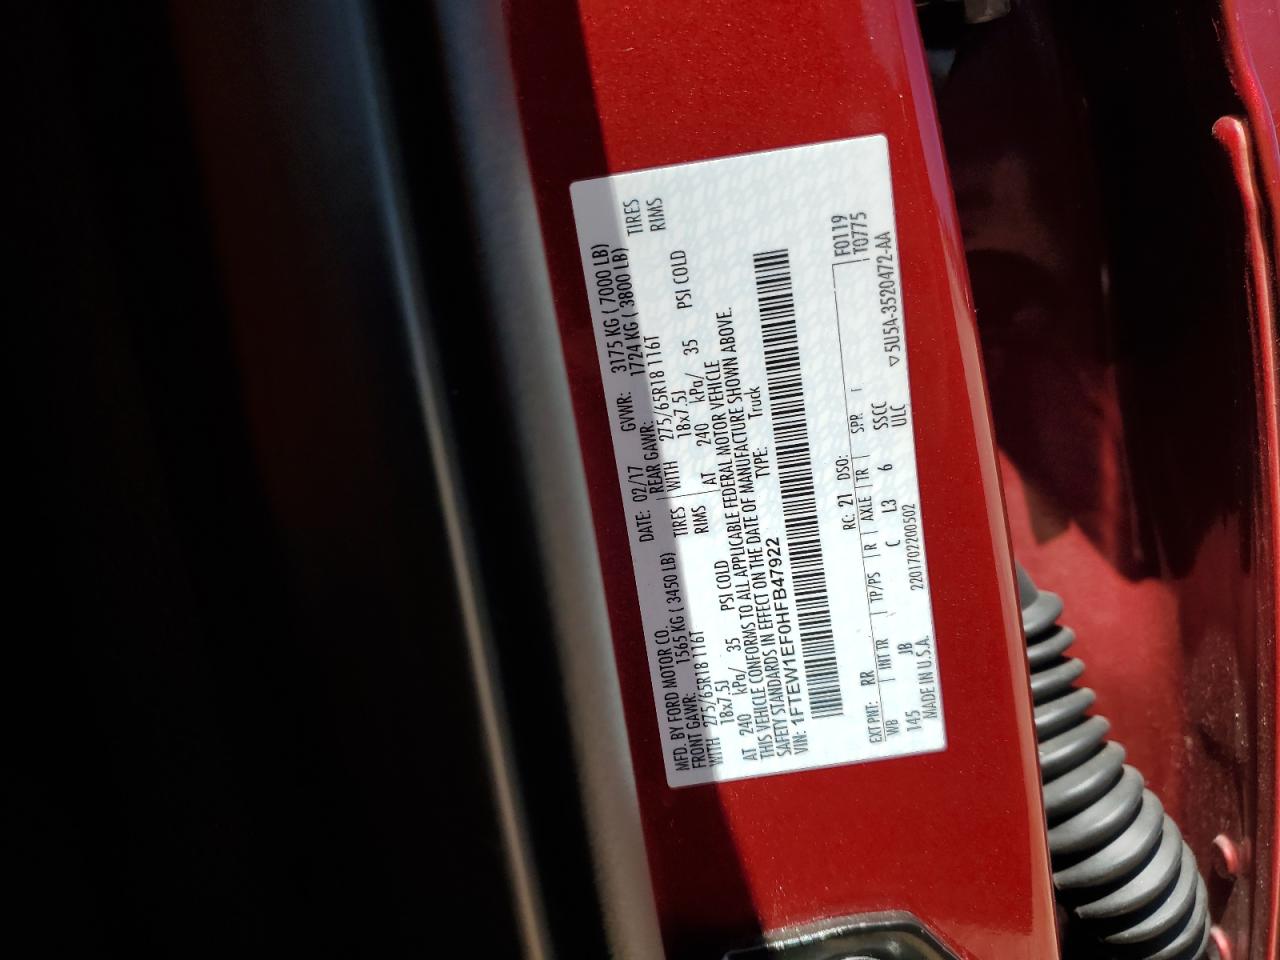 MFD. BY FORD MOTOR CO. DATE: 02/17 GVWR: 3175 KG ( 7000 LB)
FRONT GAWR: 1565 KG ( 3450 LB) REAR GAWR: 1724 KG ( 3800 LB)
WITH 275/65R18 116T TIRES WITH 275/65R18 116T TIRES
18x7.5J RIMS 18x7.5J RIMS
AT 240 kPa/ 35 PSI COLD AT 240 kPa/ 35 PSI COLD
THIS VEHICLE CONFORMS TO ALL APPLICABLE FEDERAL MOTOR VEHICLE
SAFETY STANDARDS IN EFFECT ON THE DATE OF MANUFACTURE SHOWN ABOVE.
VIN: 1FTEW1EF0HFB47922 TYPE: Truck
F0119
EXT PNT: RR RC: 21 DSO: T0775
WB INT TR TP/PS R AXLE TR SPR
145 JB C L3 6 SSCC
ULC
MADE IN U.S.A. 2201702200502 ▽5U5A-3520472-AA